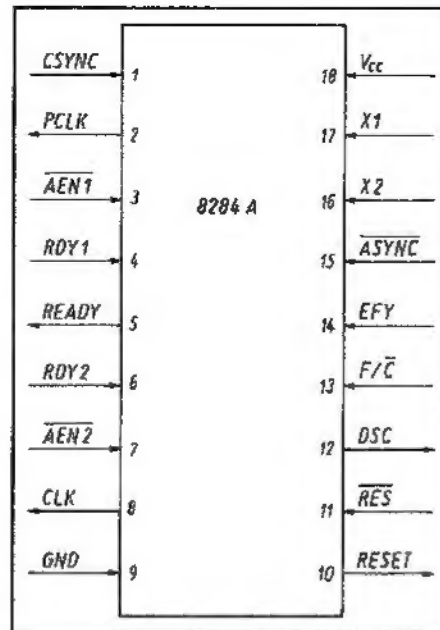 CSYNC 1 18 Vcc
PCLK 2 17 X1
AEN1 3 16 X2
8284 A
RDY1 4 15 ASYNC
READY 5 14 EFY
RDY2 6 13 F/C
AEN2 7 12 OSC
CLK 8 11 RES
GND 9 10 RESET